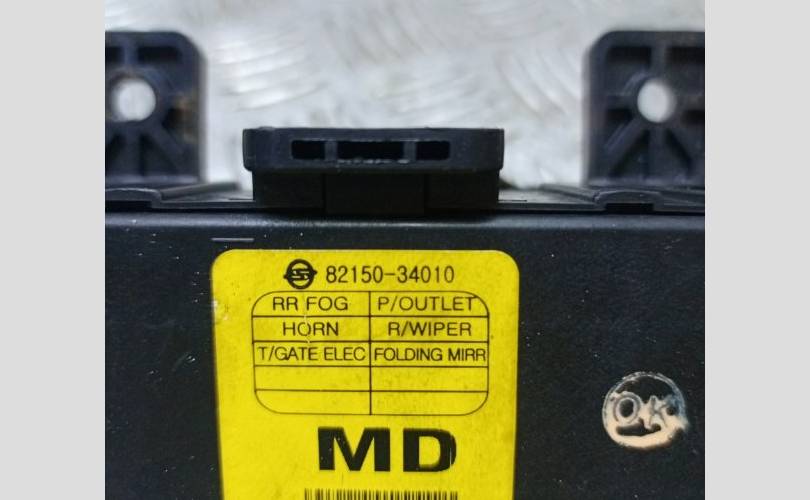 82150-34010
RR FOG P/OUTLET
HORN R/WIPER
T/GATE ELEC FOLDING MIRR
MD
OK